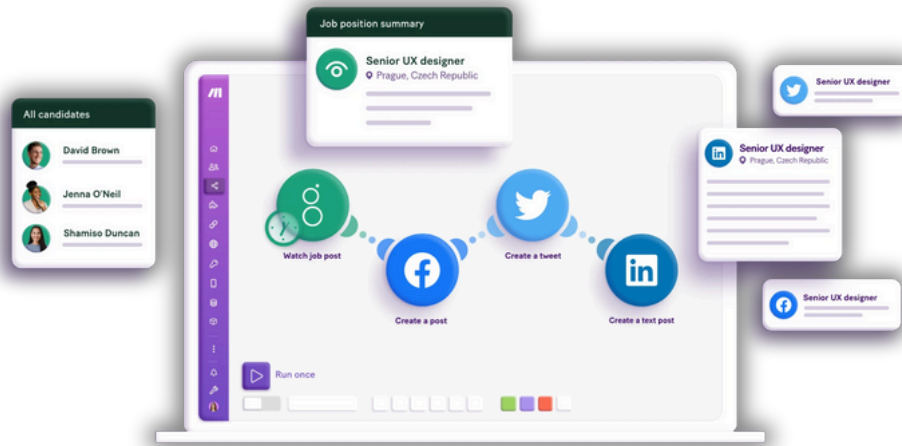 Job position summary
Senior UX designer
Prague, Czech Republic
All candidates
David Brown
Jenna O'Neil
Shamiso Duncan
Senior UX designer
Senior UX designer
Prague, Czech Republic
Senior UX designer
Watch job post
Create a post
Create a tweet
Create a text post
Run once